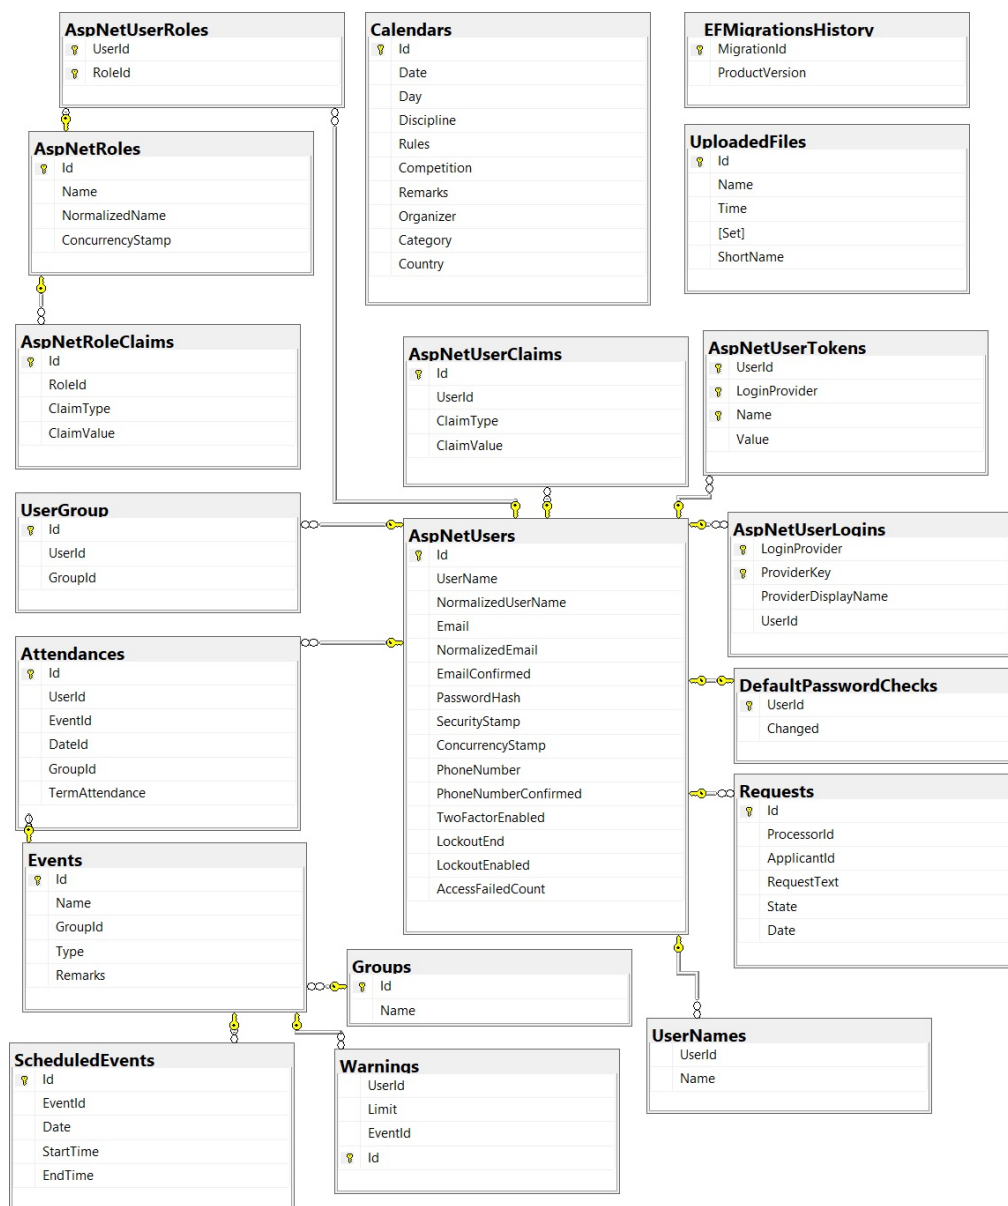 AspNetUserRoles
UserId
RoleId
Calendars
Id
Date
Day
Discipline
Rules
Competition
Remarks
Organizer
Category
Country
EFMigrationsHistory
MigrationId
ProductVersion
UploadedFiles
Id
Name
Time
[Set]
ShortName
AspNetRoles
Id
Name
NormalizedName
ConcurrencyStamp
AspNetRoleClaims
Id
RoleId
ClaimType
ClaimValue
AspNetUserClaims
Id
UserId
ClaimType
ClaimValue
AspNetUserTokens
UserId
LoginProvider
Name
Value
UserGroup
Id
UserId
GroupId
AspNetUsers
Id
UserName
NormalizedUserName
Email
NormalizedEmail
EmailConfirmed
PasswordHash
SecurityStamp
ConcurrencyStamp
PhoneNumber
PhoneNumberConfirmed
TwoFactorEnabled
LockoutEnd
LockoutEnabled
AccessFailedCount
AspNetUserLogins
LoginProvider
ProviderKey
ProviderDisplayName
UserId
Attendances
Id
UserId
EventId
DateId
GroupId
TermAttendance
DefaultPasswordChecks
UserId
Changed
Requests
Id
ProcessorId
ApplicantId
RequestText
State
Date
Events
Id
Name
GroupId
Type
Remarks
Groups
Id
Name
UserNames
UserId
Name
ScheduledEvents
Id
EventId
Date
StartTime
EndTime
Warnings
UserId
Limit
EventId
Id